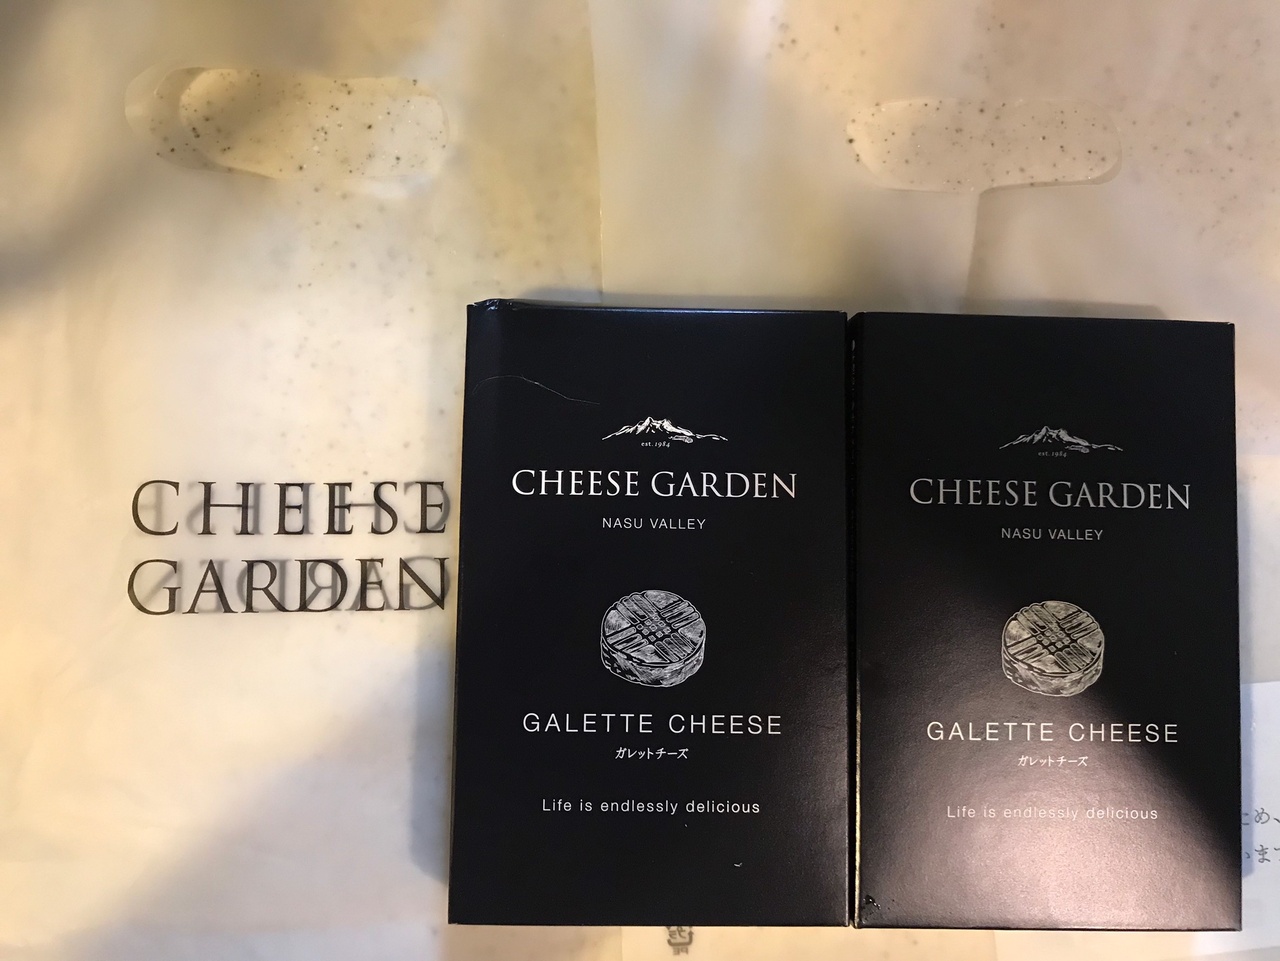 CHEESE
GARDEN
est.1984
CHEESE GARDEN
NASU VALLEY
GALETTE CHEESE
ガレットチーズ
Life is endlessly delicious
est.1984
CHEESE GARDEN
NASU VALLEY
GALETTE CHEESE
ガレットチーズ
Life is endlessly delicious
ため、